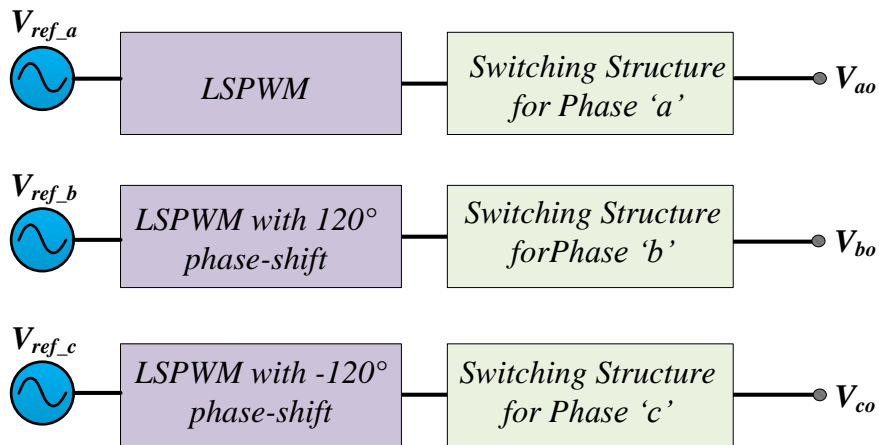 V_ref_a
LSPWM
Switching Structure
for Phase ‘a’
V_ao
V_ref_b
LSPWM with 120°
phase-shift
Switching Structure
forPhase ‘b’
V_bo
V_ref_c
LSPWM with -120°
phase-shift
Switching Structure
for Phase ‘c’
V_co